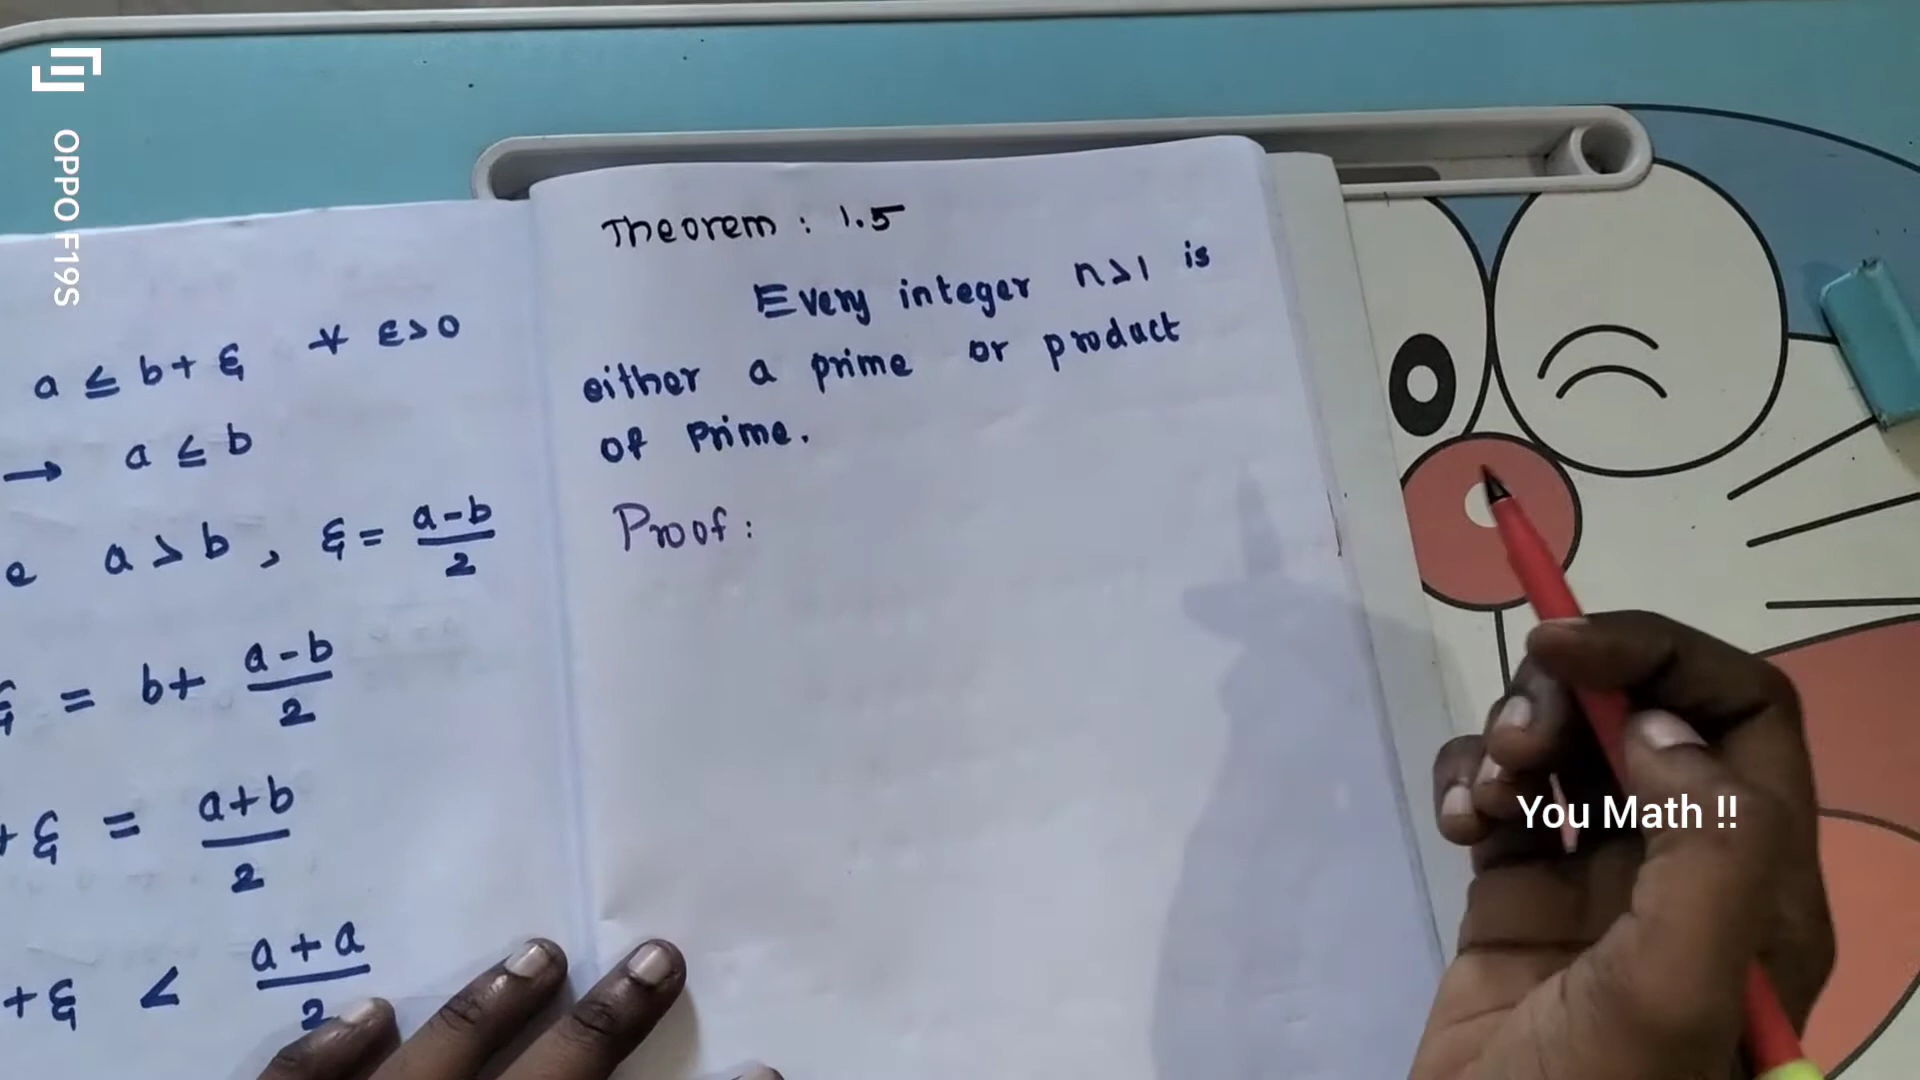 OPPO F19S
a ≤ b + ε ∀ ε > 0
→ a ≤ b
e a > b , ε = a-b/2
ε = b + a-b/2
+ ε = a+b/2
+ ε < a+a/2
Theorem : 1.5
Every integer n>1 is
either a prime or product
of prime.
Proof :
You Math !!